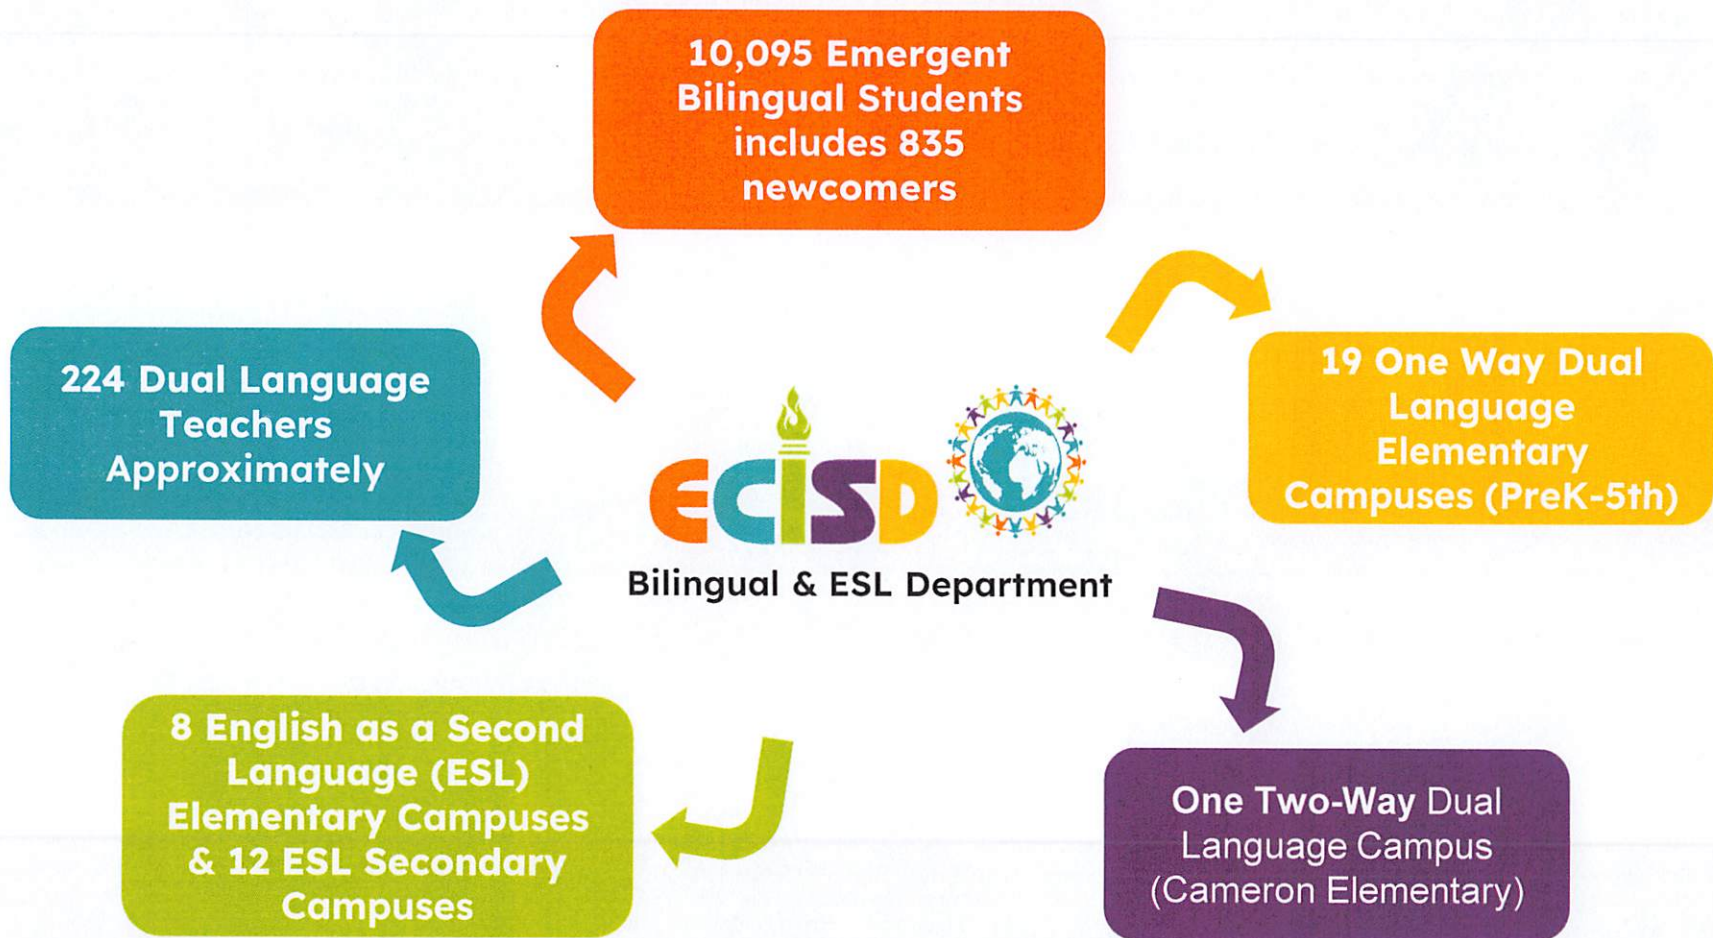 10,095 Emergent
Bilingual Students
includes 835
newcomers
224 Dual Language
Teachers
Approximately
19 One Way Dual
Language
Elementary
Campuses (PreK-5th)
ECISD
Bilingual & ESL Department
8 English as a Second
Language (ESL)
Elementary Campuses
& 12 ESL Secondary
Campuses
One Two-Way Dual
Language Campus
(Cameron Elementary)